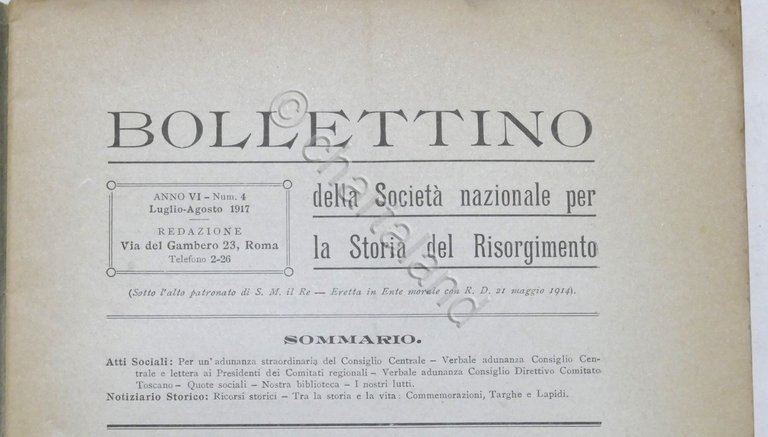 BOLLETTINO
ANNO VI – Num. 4
Luglio-Agosto 1917
REDAZIONE
Via del Gambero 23, Roma
Telefono 2-26
della Società nazionale per
la Storia del Risorgimento
(Sotto l'alto patronato di S. M. il Re — Eretta in Ente morale con R. D. 21 maggio 1914).
SOMMARIO.
Atti Sociali: Per un' adunanza straordinaria del Consiglio Centrale – Verbale adunanza Consiglio Cen-
trale e lettera ai Presidenti dei Comitati regionali – Verbale adunanza Consiglio Direttivo Comitato
Toscano – Quote sociali – Nostra biblioteca – I nostri lutti.
Notiziario Storico: Ricorsi storici – Tra la storia e la vita: Commemorazioni, Targhe e Lapidi.
© chartaland